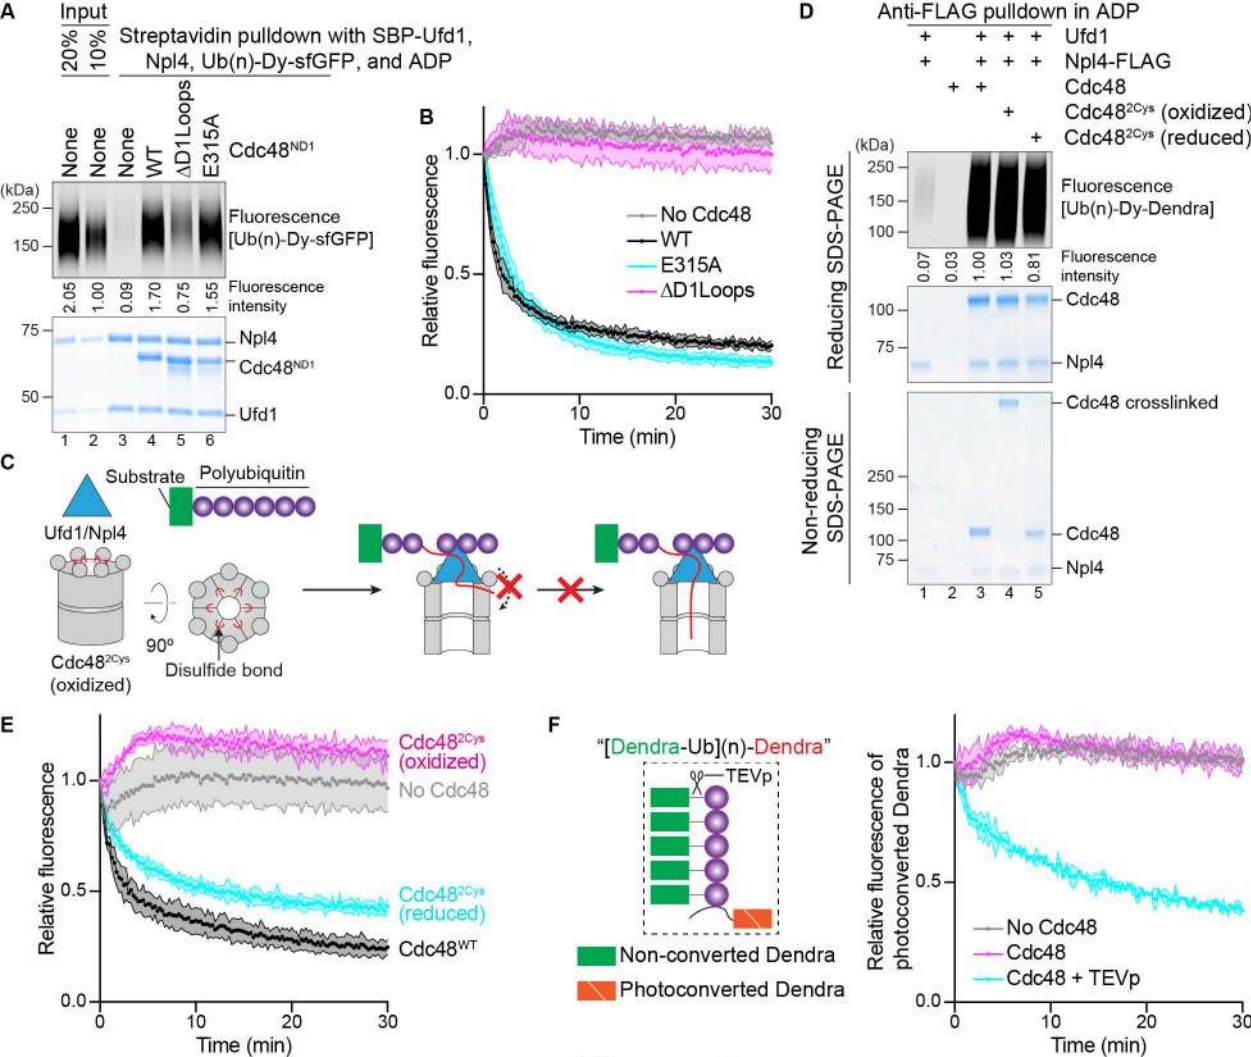 A
Input
20%
10%
Streptavidin pulldown with SBP-Ufd1,
Npl4, Ub(n)-Dy-sfGFP, and ADP
None
None
None
WT
ΔD1Loops
E315A
Cdc48ND1
(kDa)
250
150
Fluorescence
[Ub(n)-Dy-sfGFP]
2.05
1.00
0.09
1.70
0.75
1.55
Fluorescence
intensity
75
50
Npl4
Cdc48ND1
Ufd1
1 2 3 4 5 6
B
Relative fluorescence
1.0
0.5
0.0
No Cdc48
WT
E315A
ΔD1Loops
0 10 20 30
Time (min)
C
Substrate
Polyubiquitin
Ufd1/Npl4
90º
Cdc482Cys
(oxidized)
Disulfide bond
D
Anti-FLAG pulldown in ADP
+ + + + Ufd1
+ + + + Npl4-FLAG
+ + Cdc48
+ Cdc482Cys (oxidized)
+ Cdc482Cys (reduced)
(kDa)
Reducing SDS-PAGE
250
150
100
Fluorescence
[Ub(n)-Dy-Dendra]
0.07
0.03
1.00
1.03
0.81
Fluorescence
intensity
100
75
Cdc48
Npl4
Non-reducing
SDS-PAGE
Cdc48 crosslinked
250
150
100
75
Cdc48
Npl4
1 2 3 4 5
E
Relative fluorescence
1.0
0.5
0.0
Cdc482Cys
(oxidized)
No Cdc48
Cdc482Cys
(reduced)
Cdc48WT
0 10 20 30
Time (min)
F
“[Dendra-Ub](n)-Dendra”
TEVp
Non-converted Dendra
Photoconverted Dendra
Relative fluorescence of
photoconverted Dendra
1.0
0.5
0.0
No Cdc48
Cdc48
Cdc48 + TEVp
0 10 20 30
Time (min)